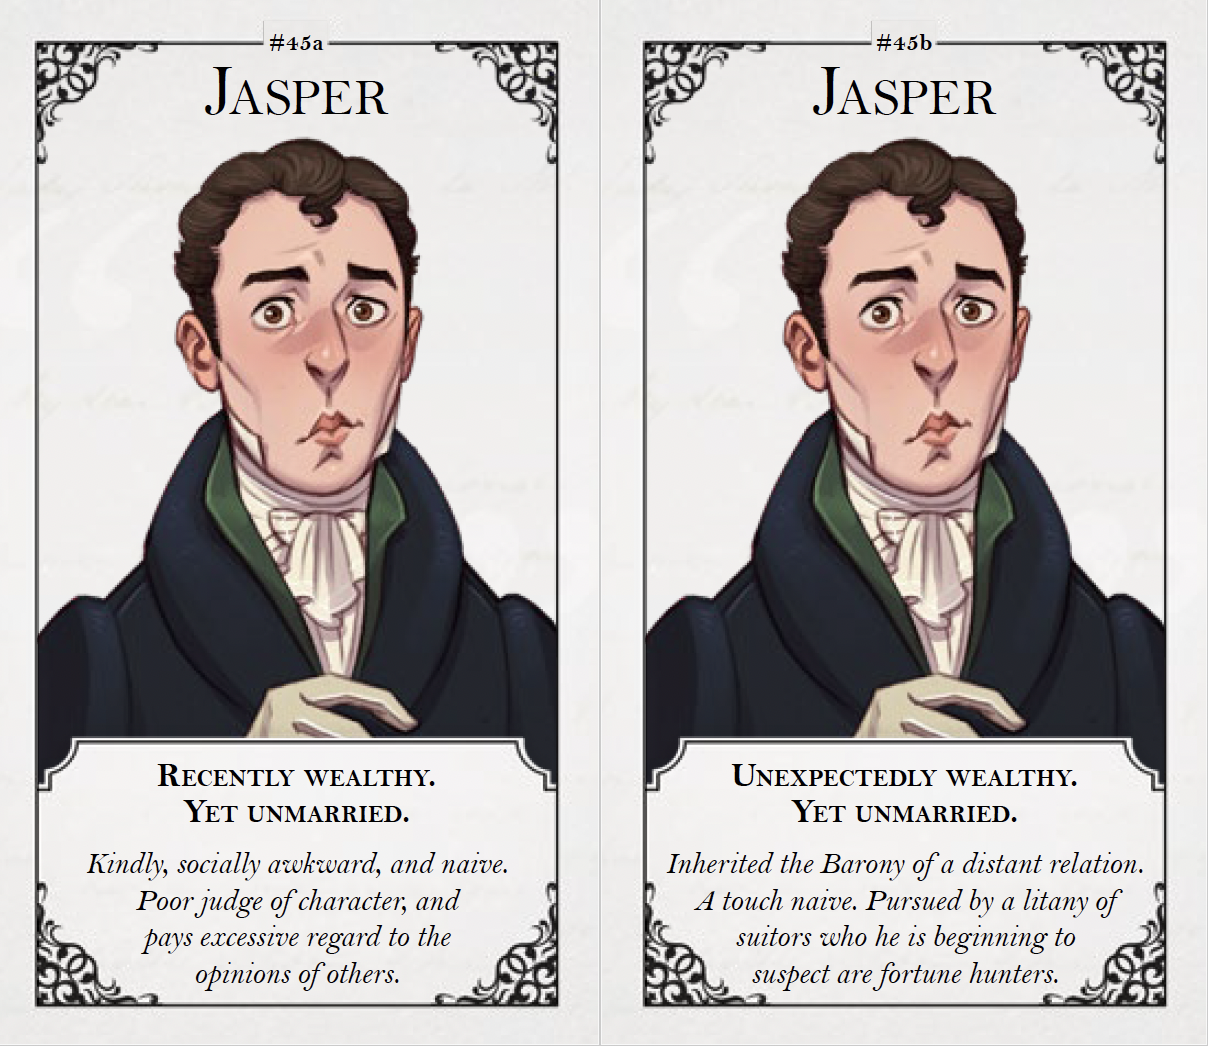 #45a
Jasper
Recently wealthy.
Yet unmarried.
Kindly, socially awkward, and naive.
Poor judge of character, and
pays excessive regard to the
opinions of others.
#45b
Jasper
Unexpectedly wealthy.
Yet unmarried.
Inherited the Barony of a distant relation.
A touch naive. Pursued by a litany of
suitors who he is beginning to
suspect are fortune hunters.